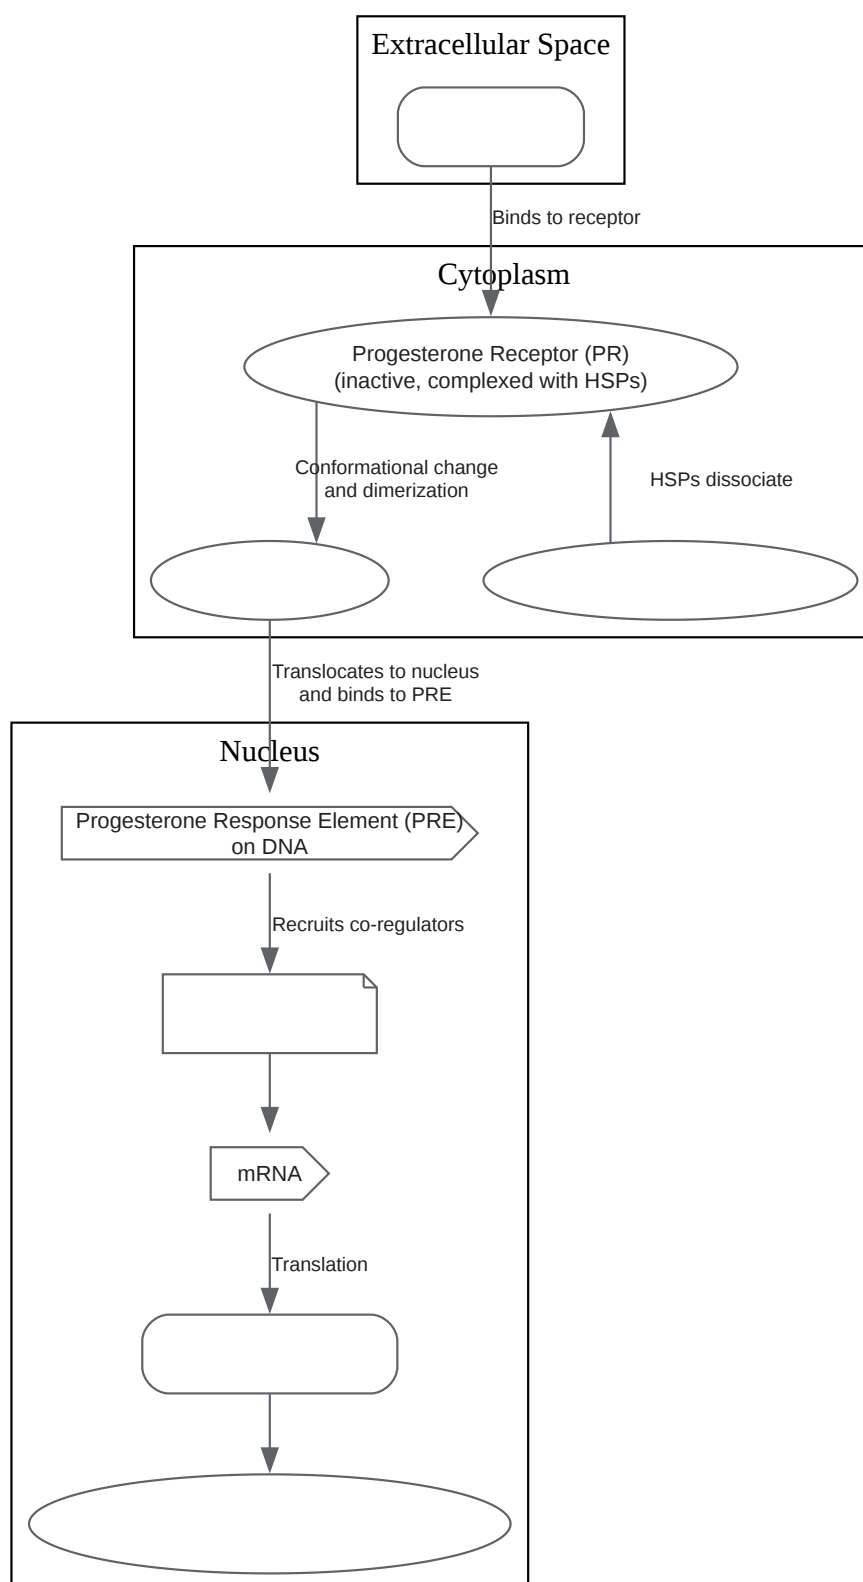 Extracellular Space
Binds to receptor
Cytoplasm
Progesterone Receptor (PR)
(inactive, complexed with HSPs)
Conformational change
and dimerization
HSPs dissociate
Translocates to nucleus
and binds to PRE
Nucleus
Progesterone Response Element (PRE)
on DNA
Recruits co-regulators
mRNA
Translation